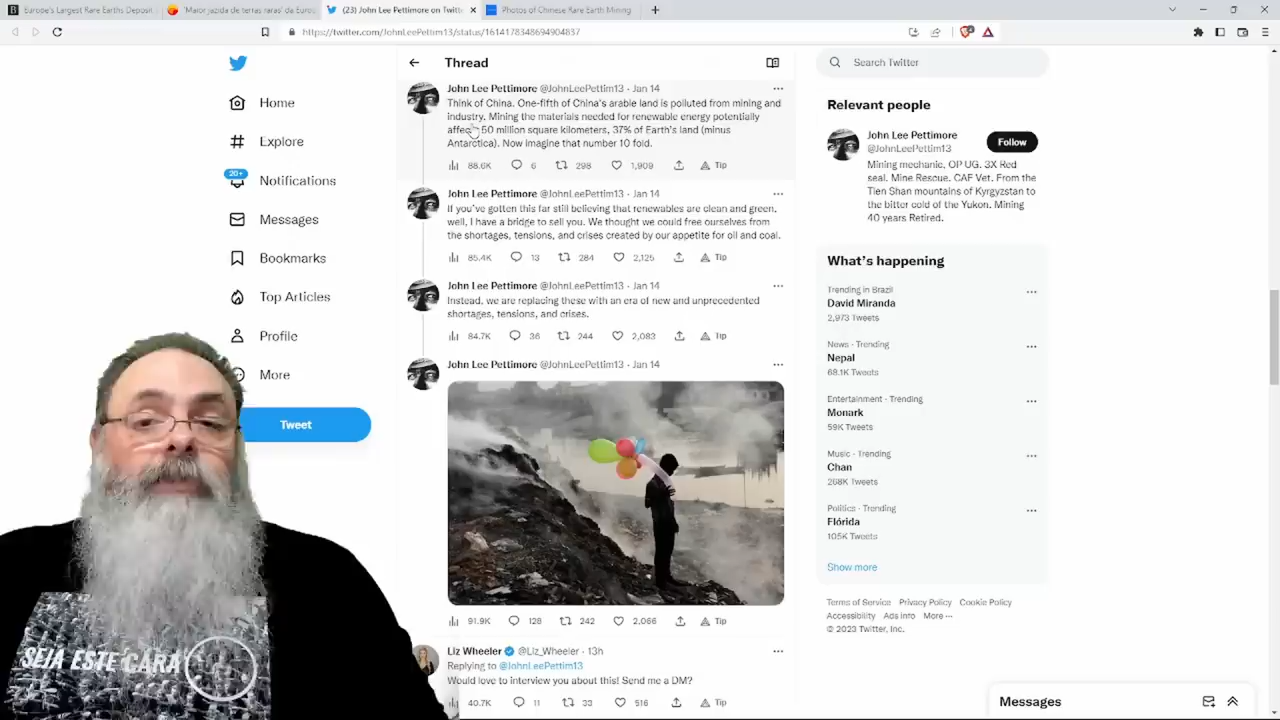 Europe's Largest Rare Earths Deposi
'Maior jazida de terras raras' da Euro
(23) John Lee Pettimore on Twitt
Photos of Chinese Rare Earth Mining
https://twitter.com/JohnLeePettim13/status/1614178348694904837
Home
Explore
20+
Notifications
Messages
Bookmarks
Top Articles
Profile
More
Tweet
Thread
John Lee Pettimore @JohnLeePettim13 · Jan 14
Think of China. One-fifth of China's arable land is polluted from mining and
industry. Mining the materials needed for renewable energy potentially
affects 50 million square kilometers, 37% of Earth's land (minus
Antarctica). Now imagine that number 10 fold.
88.6K 6 298 1,909 Tip
John Lee Pettimore @JohnLeePettim13 · Jan 14
If you've gotten this far still believing that renewables are clean and green,
well, I have a bridge to sell you. We thought we could free ourselves from
the shortages, tensions, and crises created by our appetite for oil and coal.
85.4K 13 284 2,125 Tip
John Lee Pettimore @JohnLeePettim13 · Jan 14
Instead, we are replacing these with an era of new and unprecedented
shortages, tensions, and crises.
84.7K 36 244 2,083 Tip
John Lee Pettimore @JohnLeePettim13 · Jan 14
91.9K 128 242 2,066 Tip
Liz Wheeler @Liz_Wheeler · 13h
Replying to @JohnLeePettim13
Would love to interview you about this! Send me a DM?
40.7K 11 33 516 Tip
Search Twitter
Relevant people
John Lee Pettimore
@JohnLeePettim13
Follow
Mining mechanic, OP UG. 3X Red
seal. Mine Rescue. CAF Vet. From the
Tien Shan mountains of Kyrgyzstan to
the bitter cold of the Yukon. Mining
40 years Retired.
What's happening
Trending in Brazil
David Miranda
2,973 Tweets
News · Trending
Nepal
68.1K Tweets
Entertainment · Trending
Monark
59K Tweets
Music · Trending
Chan
268K Tweets
Politics · Trending
Flórida
105K Tweets
Show more
Terms of Service Privacy Policy Cookie Policy
Accessibility Ads info More ···
© 2023 Twitter, Inc.
Messages
SEJA ESTE CARA